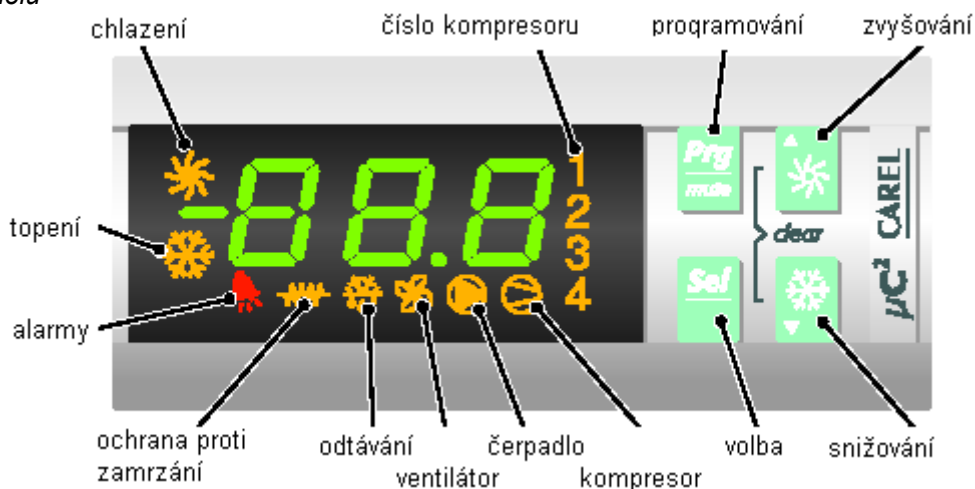 chlazení
číslo kompresoru
proqramování
zvyšování
topení
alarmy
-88.8
1
2
3
4
Prg
mute
Sel
clear
µC² CAREL
ochrana proti
zamrzání
odtávání
ventilátor
čerpadlo
kompresor
volba
snižování